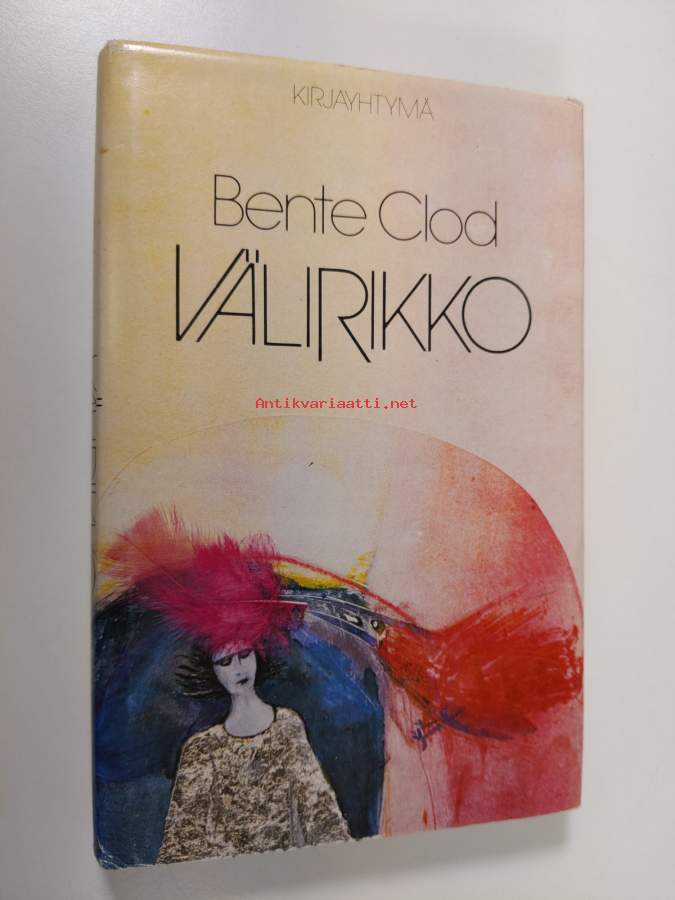 KIRJAYHTYMÄ
Bente Clod
VÄLIRIKKO
Antikvariaatti.net